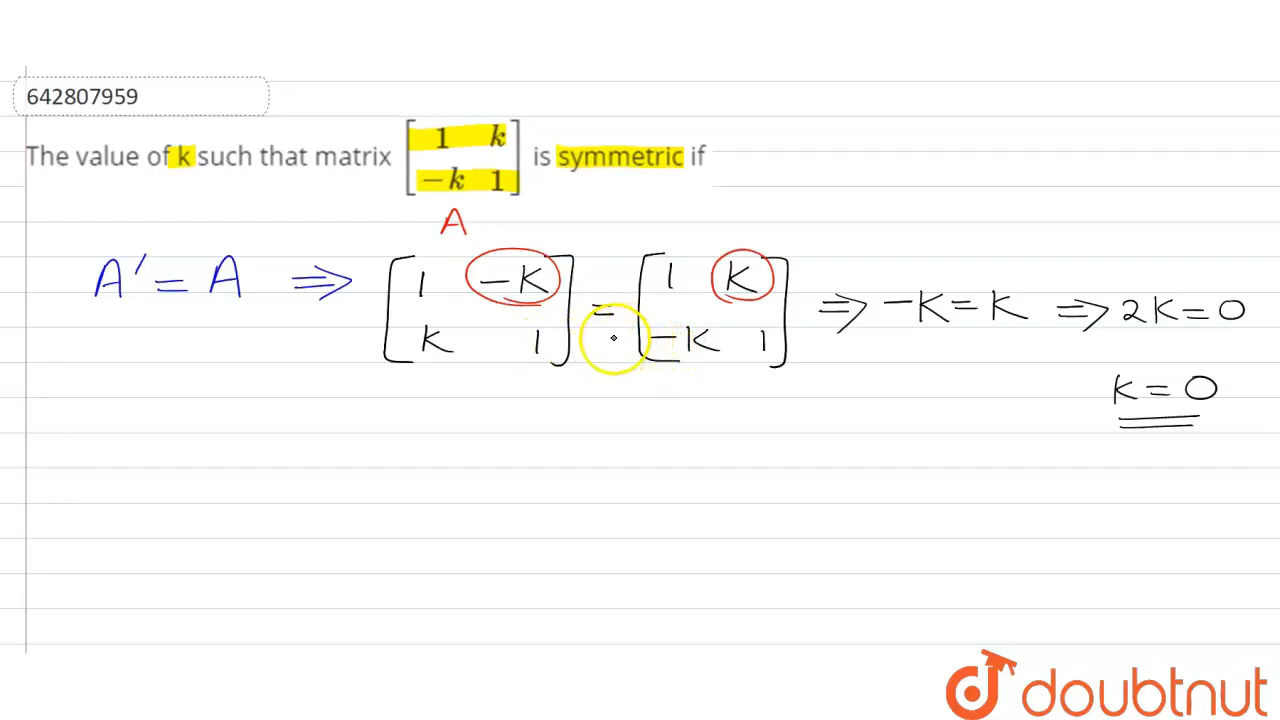 642807959
The value of k such that matrix [1 k
-k 1] is symmetric if
A
A' = A ⇒ [1 -K
K 1] = [1 K
-K 1] ⇒ -K = K ⇒ 2K = 0
K = 0
doubtnut